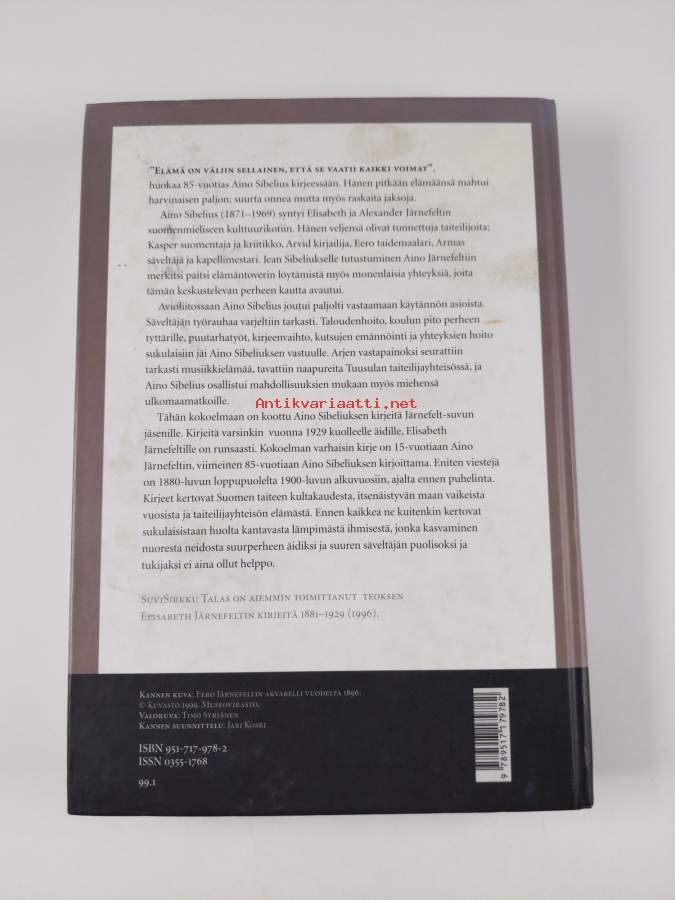 "Elämä on väliin sellainen, että se vaatii kaikki voimat",
huokaa 85-vuotias Aino Sibelius kirjeessään. Hänen pitkään elämäänsä mahtui
harvinaisen paljon; suurta onnea mutta myös raskaita jaksoja.
Aino Sibelius (1871–1969) syntyi Elisabeth ja Alexander Järnefeltin
suomenmieliseen kulttuurikotiin. Hänen veljensä olivat tunnettuja taiteilijoita;
Kasper suomentaja ja kriitikko, Arvid kirjailija, Eero taidemaalari, Armas
säveltäjä ja kapellimestari. Jean Sibeliukselle tutustuminen Aino Järnefeltiin
merkitsi paitsi elämäntoverin löytämistä myös monenlaisia yhteyksiä, joita
tämän keskustelevan perheen kautta avautui.
Avioliitossaan Aino Sibelius joutui paljolti vastaamaan käytännön asioista.
Säveltäjän työrauhaa varjeltiin tarkasti. Taloudenhoito, koulun pito perheen
tyttärille, puutarhatyöt, kirjeenvaihto, kutsujen emännöinti ja yhteyksien hoito
sukulaisiin jäi Aino Sibeliuksen vastuulle. Arjen vastapainoksi seurattiin
tarkasti musiikkielämää, tavattiin naapureita Tuusulan taiteilijayhteisössä, ja
Aino Sibelius osallistui mahdollisuuksien mukaan myös miehensä
ulkomaamatkoille.
Antikvariaatti.net
Tähän kokoelmaan on koottu Aino Sibeliuksen kirjeitä Järnefelt-suvun
jäsenille. Kirjeitä varsinkin vuonna 1929 kuolleelle äidille, Elisabeth
Järnefeltille on runsaasti. Kokoelman varhaisin kirje on 15-vuotiaan Aino
Järnefeltin, viimeinen 85-vuotiaan Aino Sibeliuksen kirjoittama. Eniten viestejä
on 1880-luvun loppupuolelta 1900-luvun alkuvuosiin, ajalta ennen puhelinta.
Kirjeet kertovat Suomen taiteen kultakaudesta, itsenäistyvän maan vaikeista
vuosista ja taiteilijayhteisön elämästä. Ennen kaikkea ne kuitenkin kertovat
sukulaisistaan huolta kantavasta lämpimästä ihmisestä, jonka kasvaminen
nuoresta neidosta suurperheen äidiksi ja suuren säveltäjän puolisoksi ja
tukijaksi ei aina ollut helppo.
SuviSirkku Talas on aiemmin toimittanut teoksen
Elisabeth Järnefeltin kirjeitä 1881–1929 (1996).
Kannen kuva: Eero Järnefeltin akvarelli vuodelta 1896.
© Kuvasto 1999. Museovirasto.
Valokuva: Timo Syrjänen
Kannen suunnittelu: Jari Koski
ISBN 951-717-978-2
ISSN 0355-1768
99.1
9 789517 179782